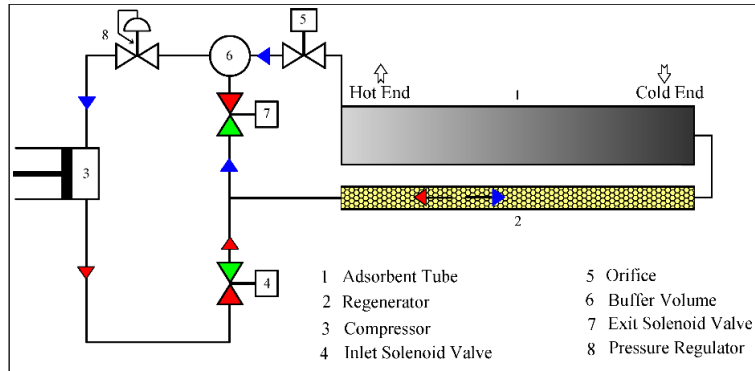 5
8
6
Hot End
1
Cold End
7
3
2
4
1 Adsorbent Tube
2 Regenerator
3 Compressor
4 Inlet Solenoid Valve
5 Orifice
6 Buffer Volume
7 Exit Solenoid Valve
8 Pressure Regulator